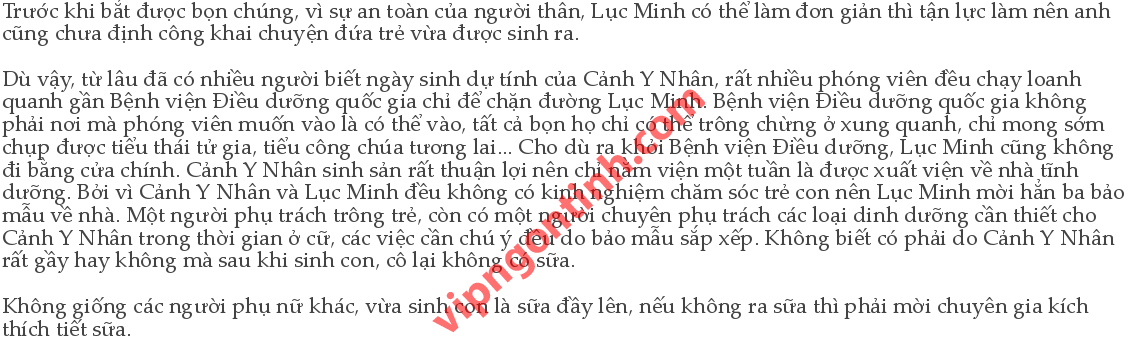 Trước khi bắt được bọn chúng, vì sự an toàn của người thân, Lục Minh có thể làm đơn giản thì tận lực làm nên anh
cũng chưa định công khai chuyện đứa trẻ vừa được sinh ra.
Dù vậy, từ lâu đã có nhiều người biết ngày sinh dự tính của Cảnh Y Nhân, rất nhiều phóng viên đều chạy loanh
quanh gần Bệnh viện Điều dưỡng quốc gia chỉ để chặn đường Lục Minh. Bệnh viện Điều dưỡng quốc gia không
phải nơi mà phóng viên muốn vào là có thể vào, tất cả bọn họ chỉ có thể trông chừng ở xung quanh, chỉ mong sớm
chụp được tiểu thái tử gia, tiểu công chúa tương lai... Cho dù ra khỏi Bệnh viện Điều dưỡng, Lục Minh cũng không
đi bằng cửa chính. Cảnh Y Nhân sinh sản rất thuận lợi nên chỉ nằm viện một tuần là được xuất viện về nhà tĩnh
dưỡng. Bởi vì Cảnh Y Nhân và Lục Minh đều không có kinh nghiệm chăm sóc trẻ con nên Lục Minh mời hẳn ba bảo
mẫu về nhà. Một người phụ trách trông trẻ, còn có một người chuyên phụ trách các loại dinh dưỡng cần thiết cho
Cảnh Y Nhân trong thời gian ở cữ, các việc cần chú ý đều do bảo mẫu sắp xếp. Không biết có phải do Cảnh Y Nhân
rất gầy hay không mà sau khi sinh con, cô lại không có sữa.
Không giống các người phụ nữ khác, vừa sinh con là sữa đầy lên, nếu không ra sữa thì phải mời chuyên gia kích
thích tiết sữa.
vipngontinh.com